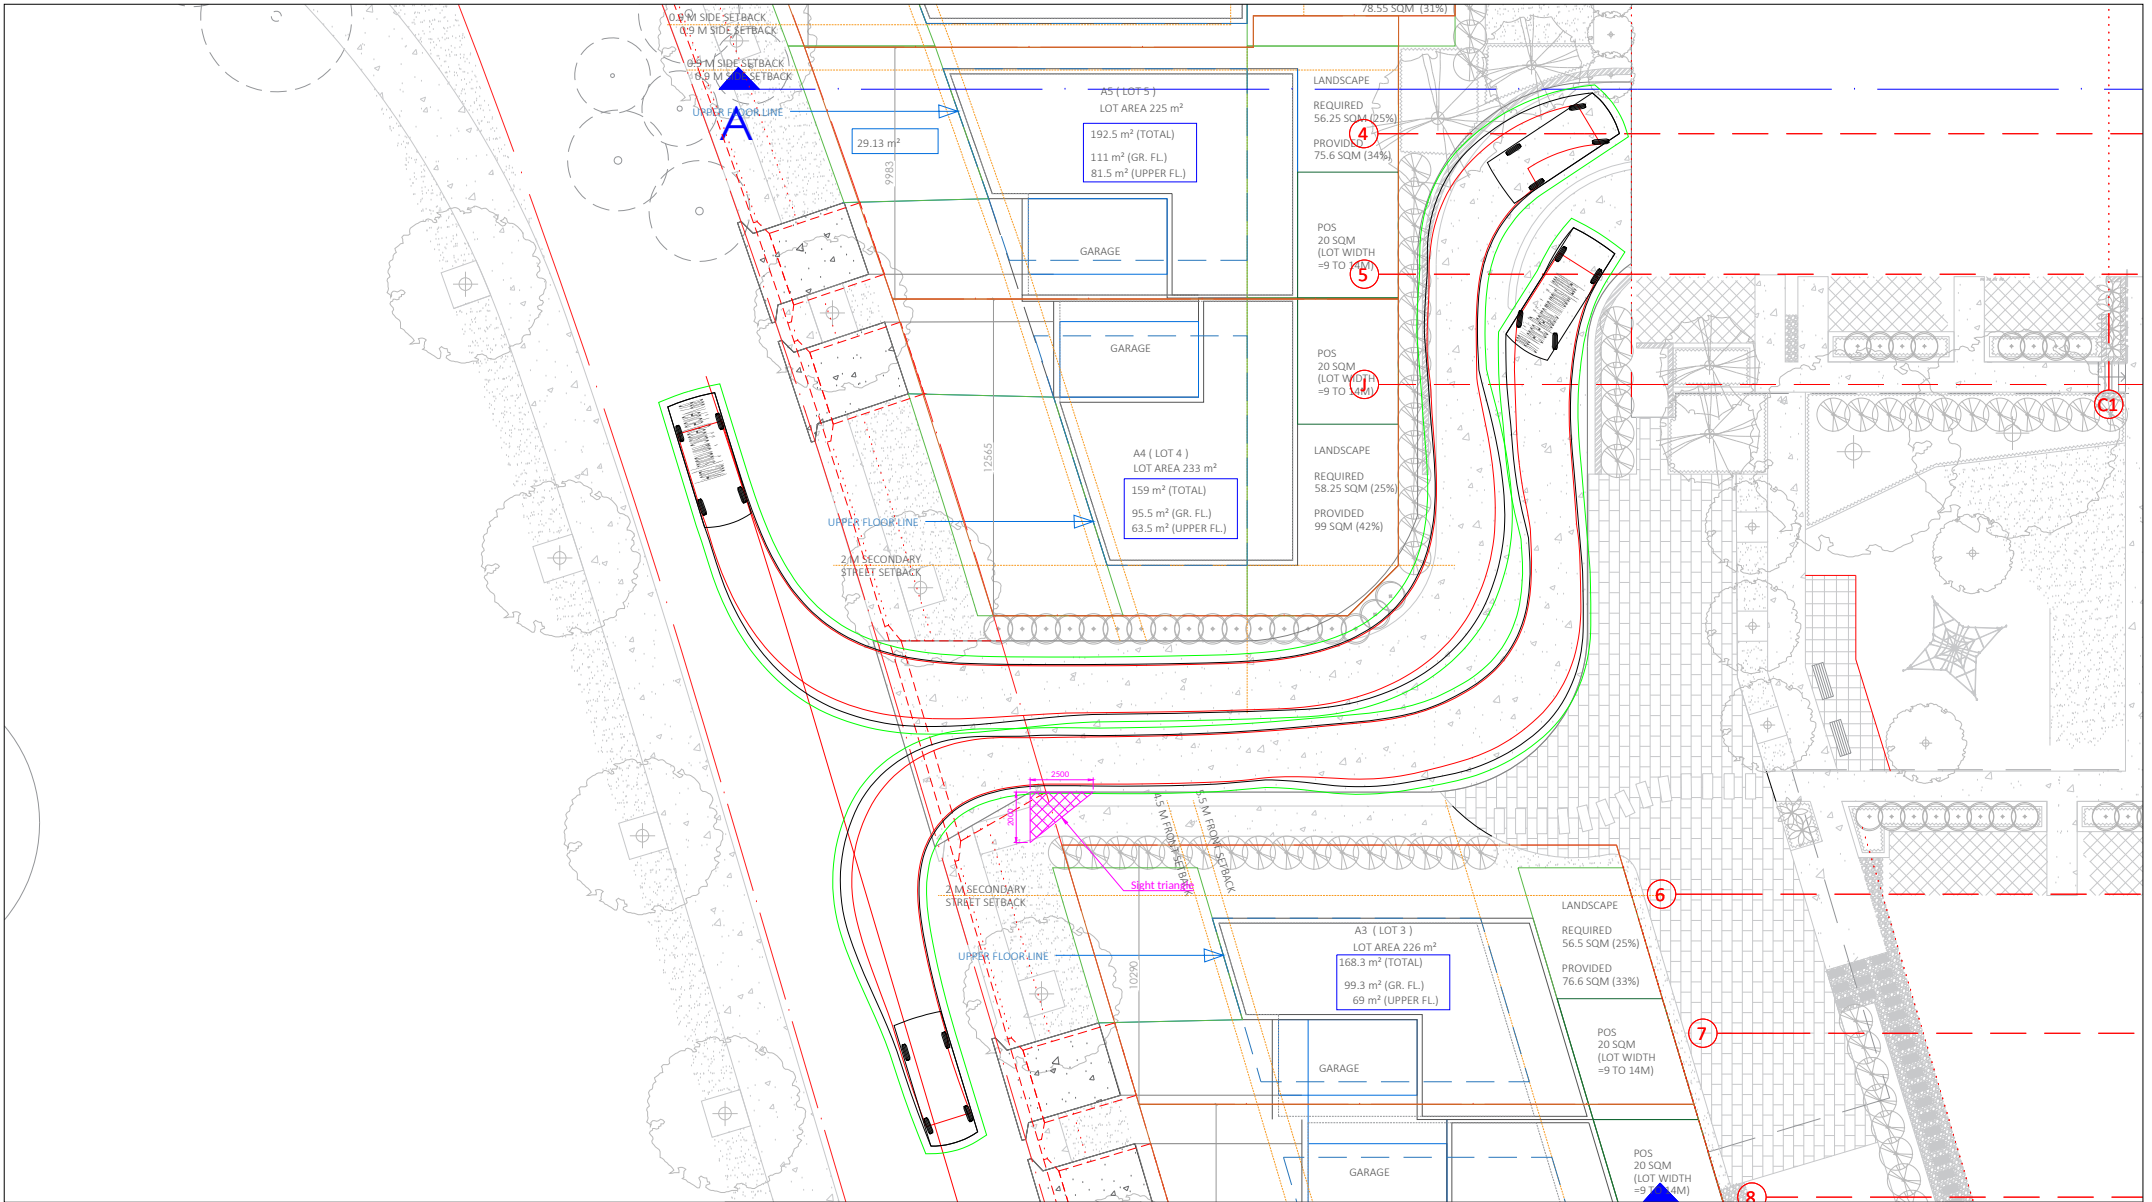 0.9 M SIDE SETBACK
0.9 M SIDE SETBACK
0.9 M SIDE SETBACK
0.9 M SIDE SETBACK
UPPER FLOOR LINE
A
29.13 m²
9983
A5 ( LOT 5 )
LOT AREA 225 m²
192.5 m² (TOTAL)
111 m² (GR. FL.)
81.5 m² (UPPER FL.)
78.55 SQM (31%)
LANDSCAPE
REQUIRED
56.25 SQM (25%)
PROVIDED
75.6 SQM (34%)
4
POS
20 SQM
(LOT WIDTH
=9 TO 14M)
5
GARAGE
GARAGE
POS
20 SQM
(LOT WIDTH
=9 TO 14M)
J
C1
12565
A4 ( LOT 4 )
LOT AREA 233 m²
159 m² (TOTAL)
95.5 m² (GR. FL.)
63.5 m² (UPPER FL.)
LANDSCAPE
REQUIRED
58.25 SQM (25%)
PROVIDED
99 SQM (42%)
UPPER FLOOR LINE
2 M SECONDARY
STREET SETBACK
2500
2000
Sight triangle
4.5 M FRONT SETBACK
5.5 M FRONT SETBACK
2 M SECONDARY
STREET SETBACK
UPPER FLOOR LINE
10290
A3 ( LOT 3 )
LOT AREA 226 m²
168.3 m² (TOTAL)
99.3 m² (GR. FL.)
69 m² (UPPER FL.)
LANDSCAPE
REQUIRED
56.5 SQM (25%)
PROVIDED
76.6 SQM (33%)
6
POS
20 SQM
(LOT WIDTH
=9 TO 14M)
7
GARAGE
GARAGE
POS
20 SQM
(LOT WIDTH
=9 TO 14M)
8